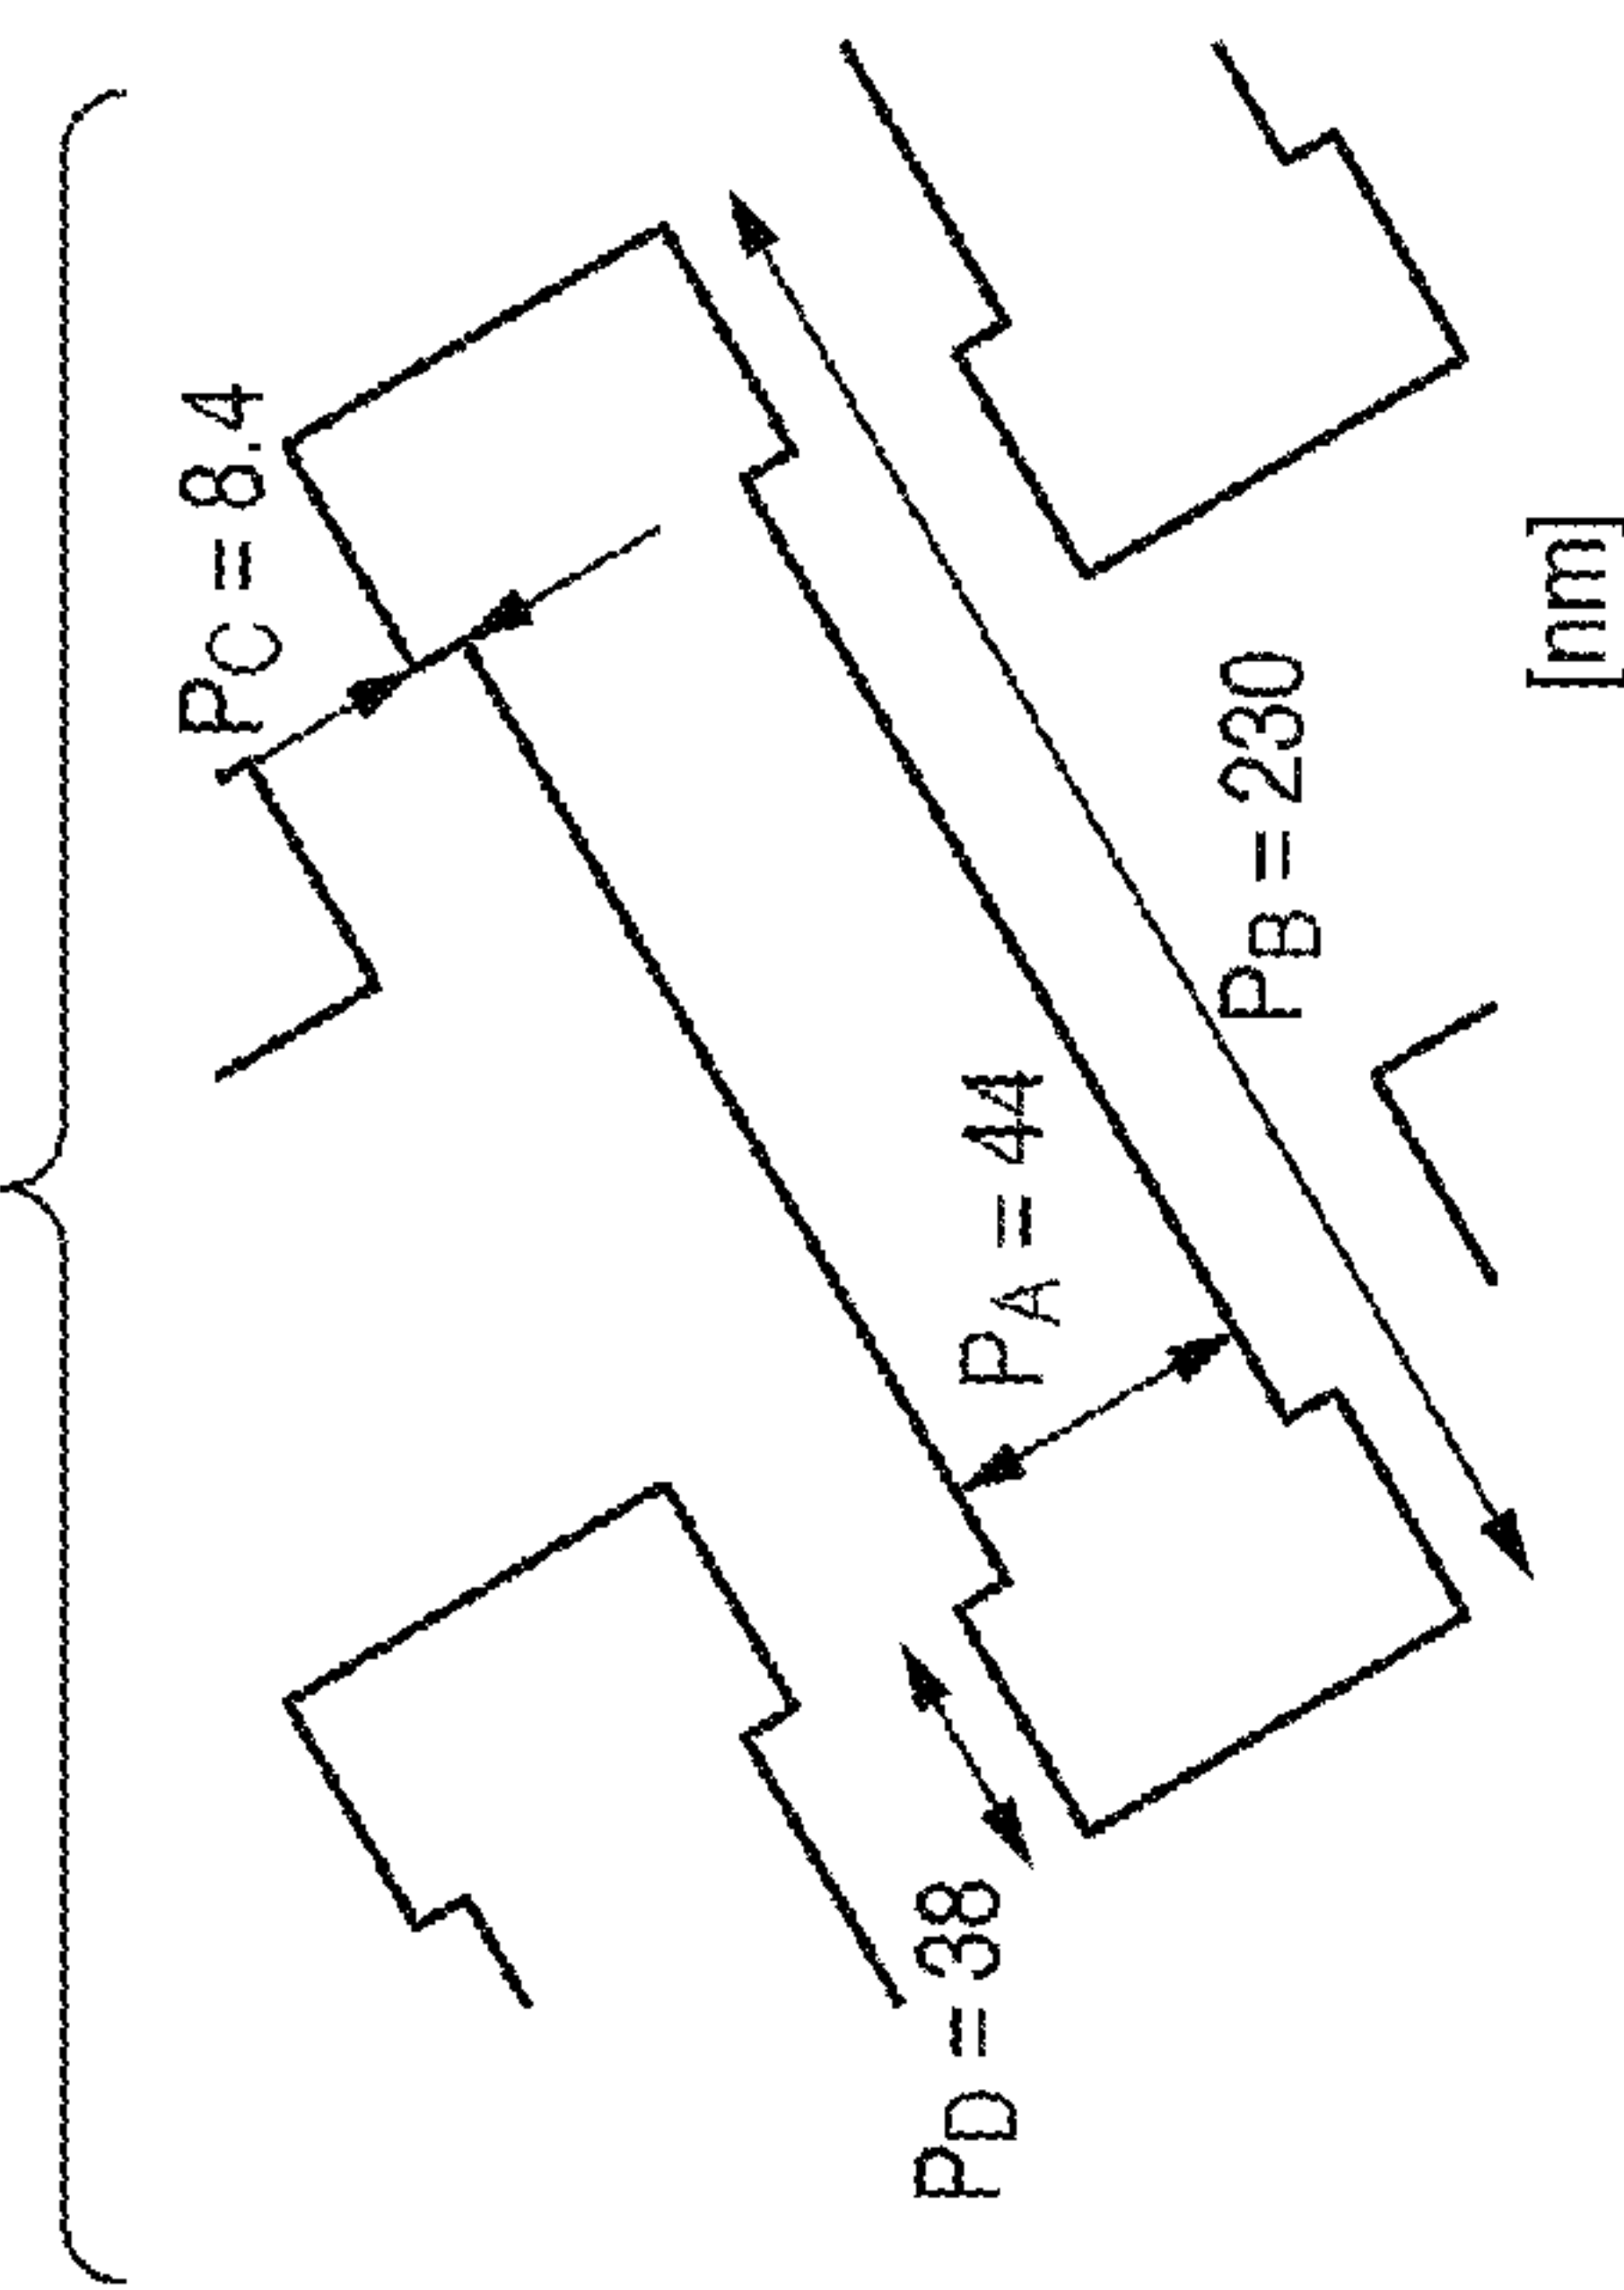 PC = 8.4
PD = 38
PA = 44
PB = 230
[nm]